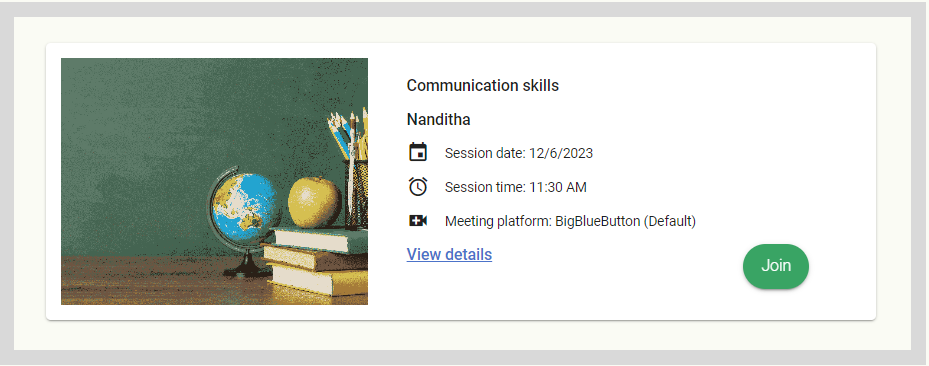 Communication skills
Nanditha
Session date: 12/6/2023
Session time: 11:30 AM
Meeting platform: BigBlueButton (Default)
View details
Join